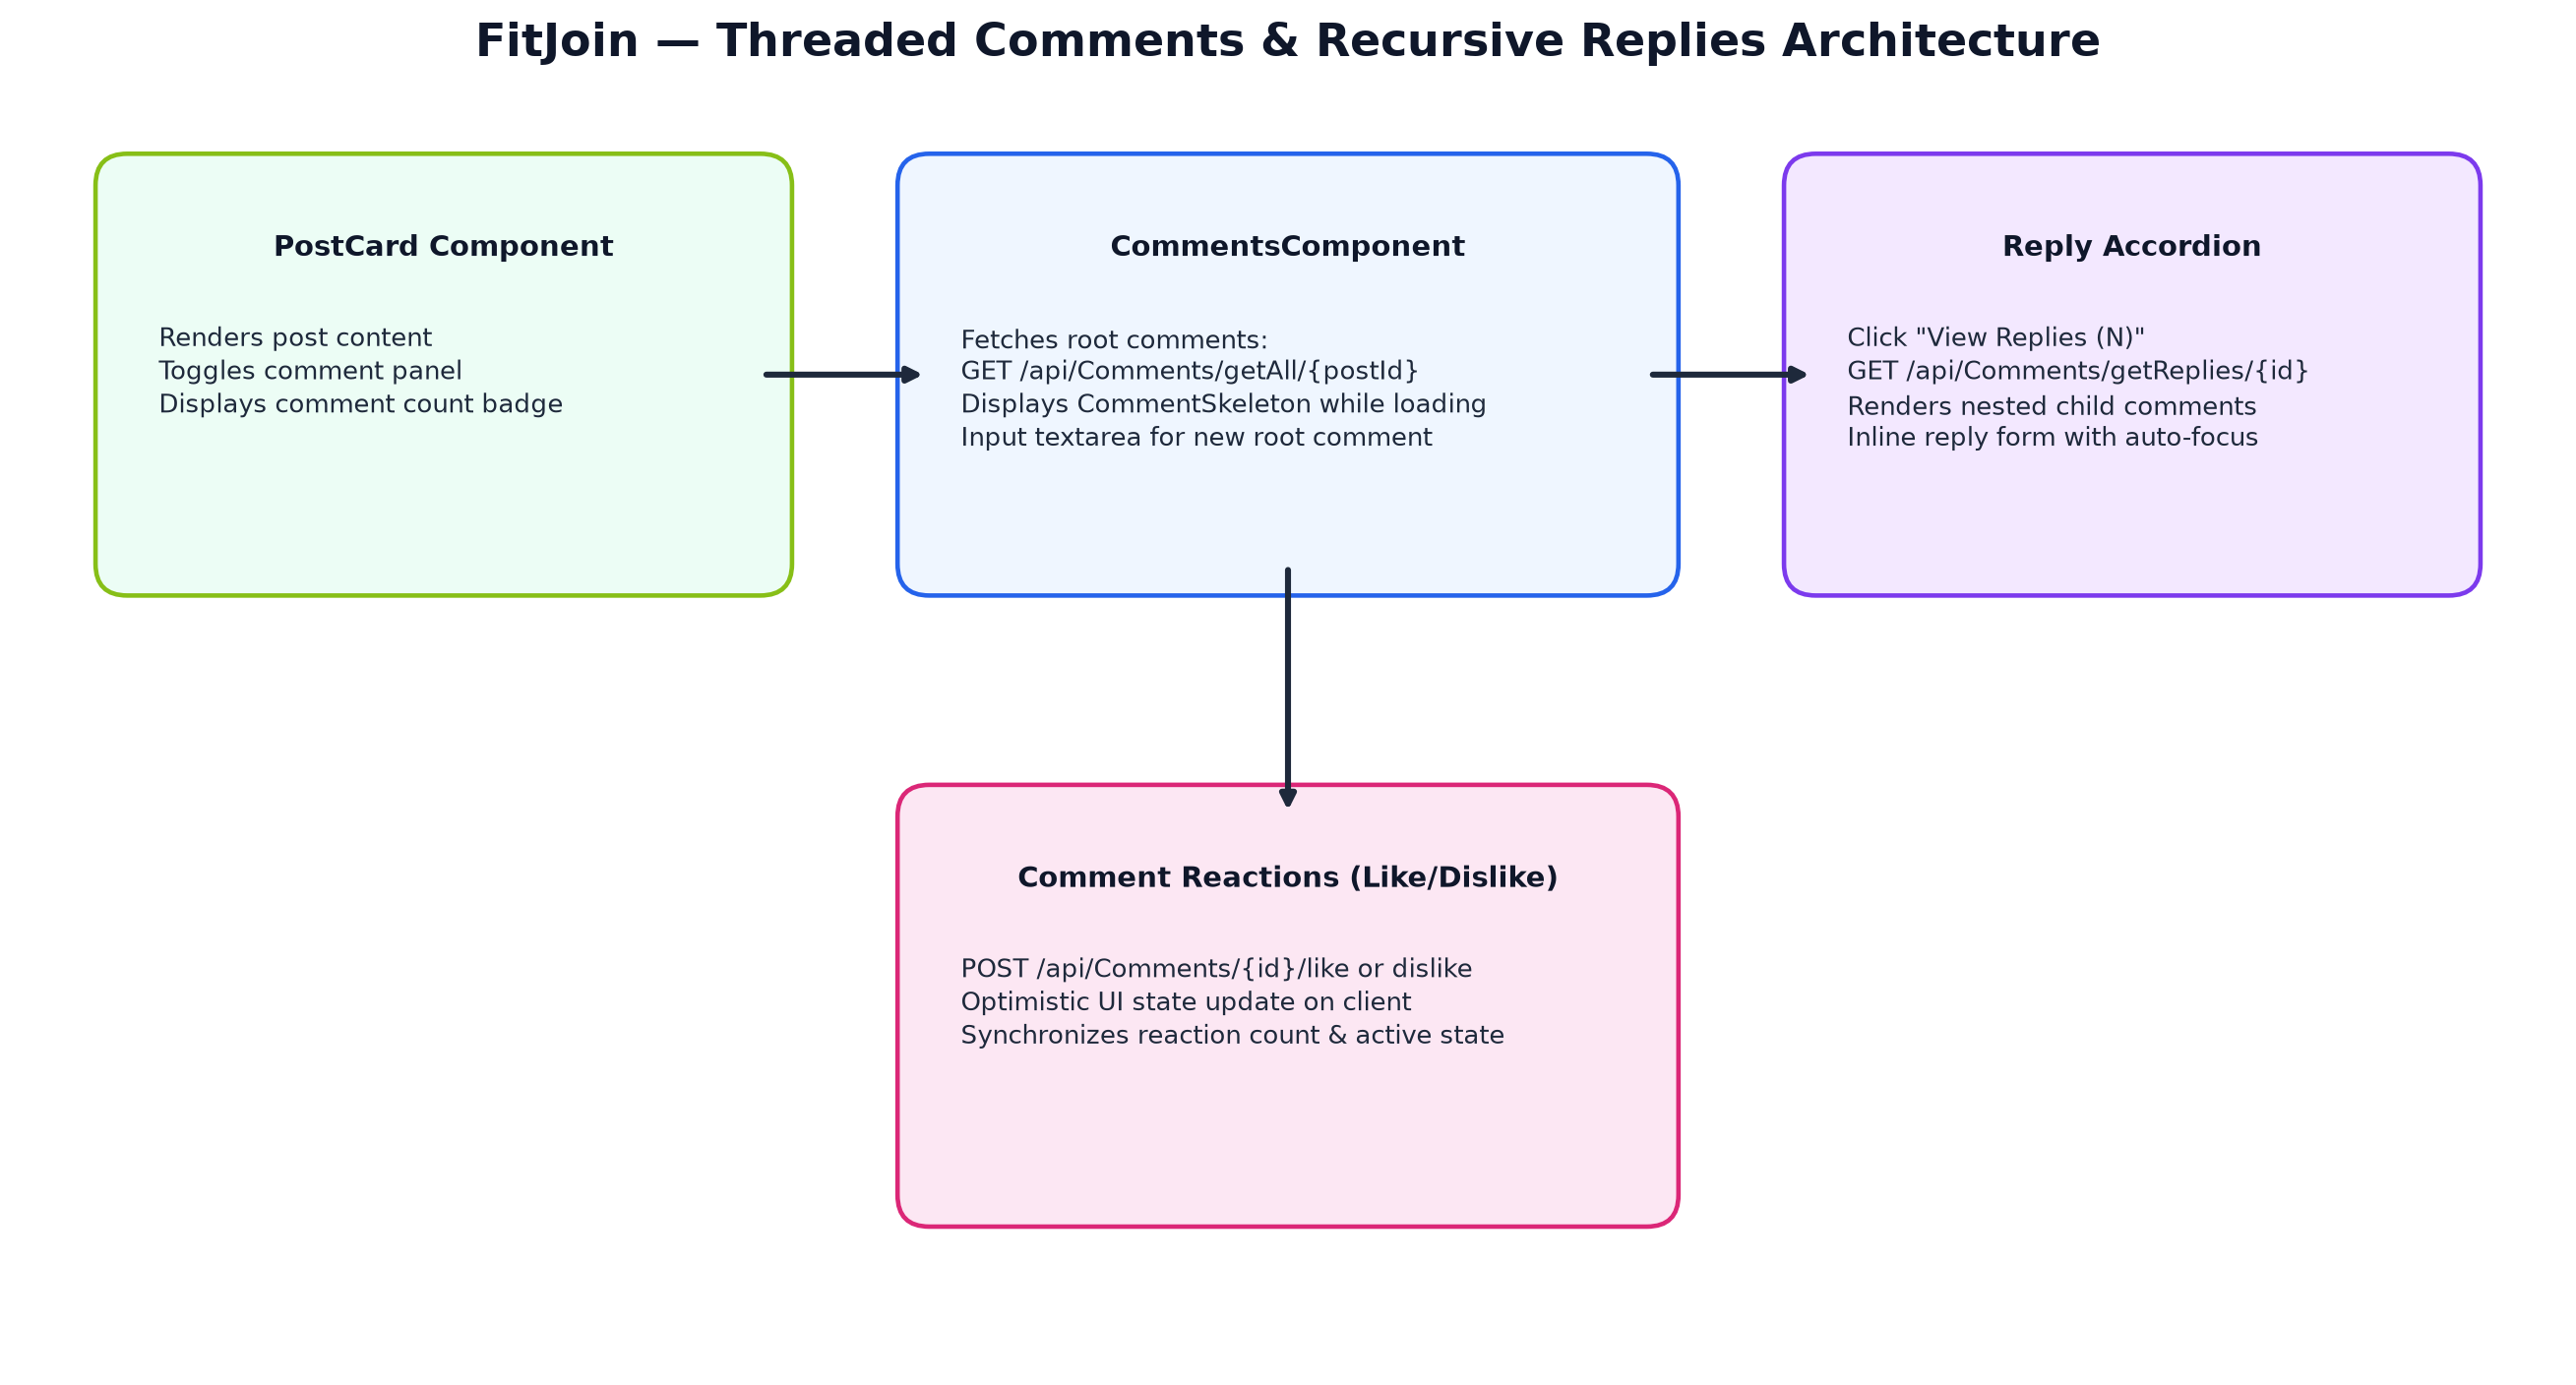 FitJoin — Threaded Comments & Recursive Replies Architecture
PostCard Component
Renders post content
Toggles comment panel
Displays comment count badge
CommentsComponent
Fetches root comments:
GET /api/Comments/getAll/{postId}
Displays CommentSkeleton while loading
Input textarea for new root comment
Reply Accordion
Click "View Replies (N)"
GET /api/Comments/getReplies/{id}
Renders nested child comments
Inline reply form with auto-focus
Comment Reactions (Like/Dislike)
POST /api/Comments/{id}/like or dislike
Optimistic UI state update on client
Synchronizes reaction count & active state